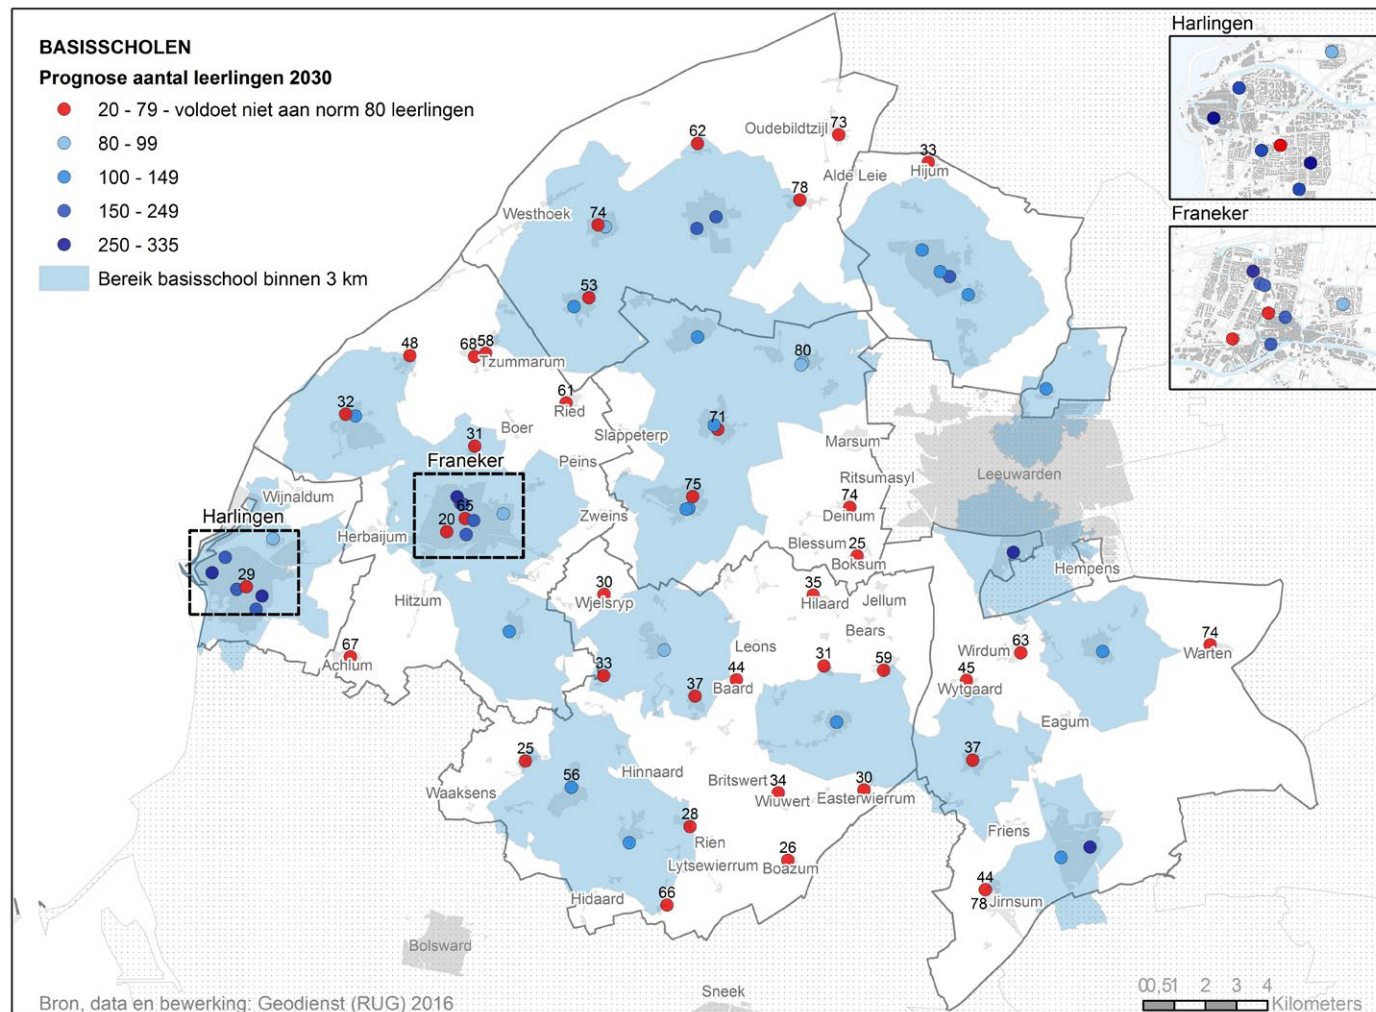 BASISSCHOLEN
Prognose aantal leerlingen 2030
20 - 79 - voldoet niet aan norm 80 leerlingen
80 - 99
100 - 149
150 - 249
250 - 335
Bereik basisschool binnen 3 km
Harlingen
Franeker
62
Oudebildtzijl
73
33
Hijum
Alde Leie
78
Westhoek
74
53
48
68
58
Tzummarum
80
61
Ried
32
Boer
31
Slappeterp
71
Marsum
Leeuwarden
Franeker
Peins
Ritsumasyl
Wijnaldum
75
74
Deinum
Harlingen
65
20
Zweins
Herbaijum
Blessum
25
Boksum
Hempens
29
Hitzum
30
Wjelsryp
35
Hilaard
Jellum
Bears
67
Achlum
Leons
63
Wirdum
74
Warten
33
37
44
Baard
31
59
45
Wytgaard
Eagum
25
Waaksens
56
Hinnaard
Britswert
34
Wiuwert
30
Easterwierrum
37
28
Rien
Lytsewierrum
26
Boazum
Friens
Hidaard
66
44
78
Jirnsum
Bolsward
Sneek
Bron, data en bewerking: Geodienst (RUG) 2016
0 0,5 1 2 3 4
Kilometers